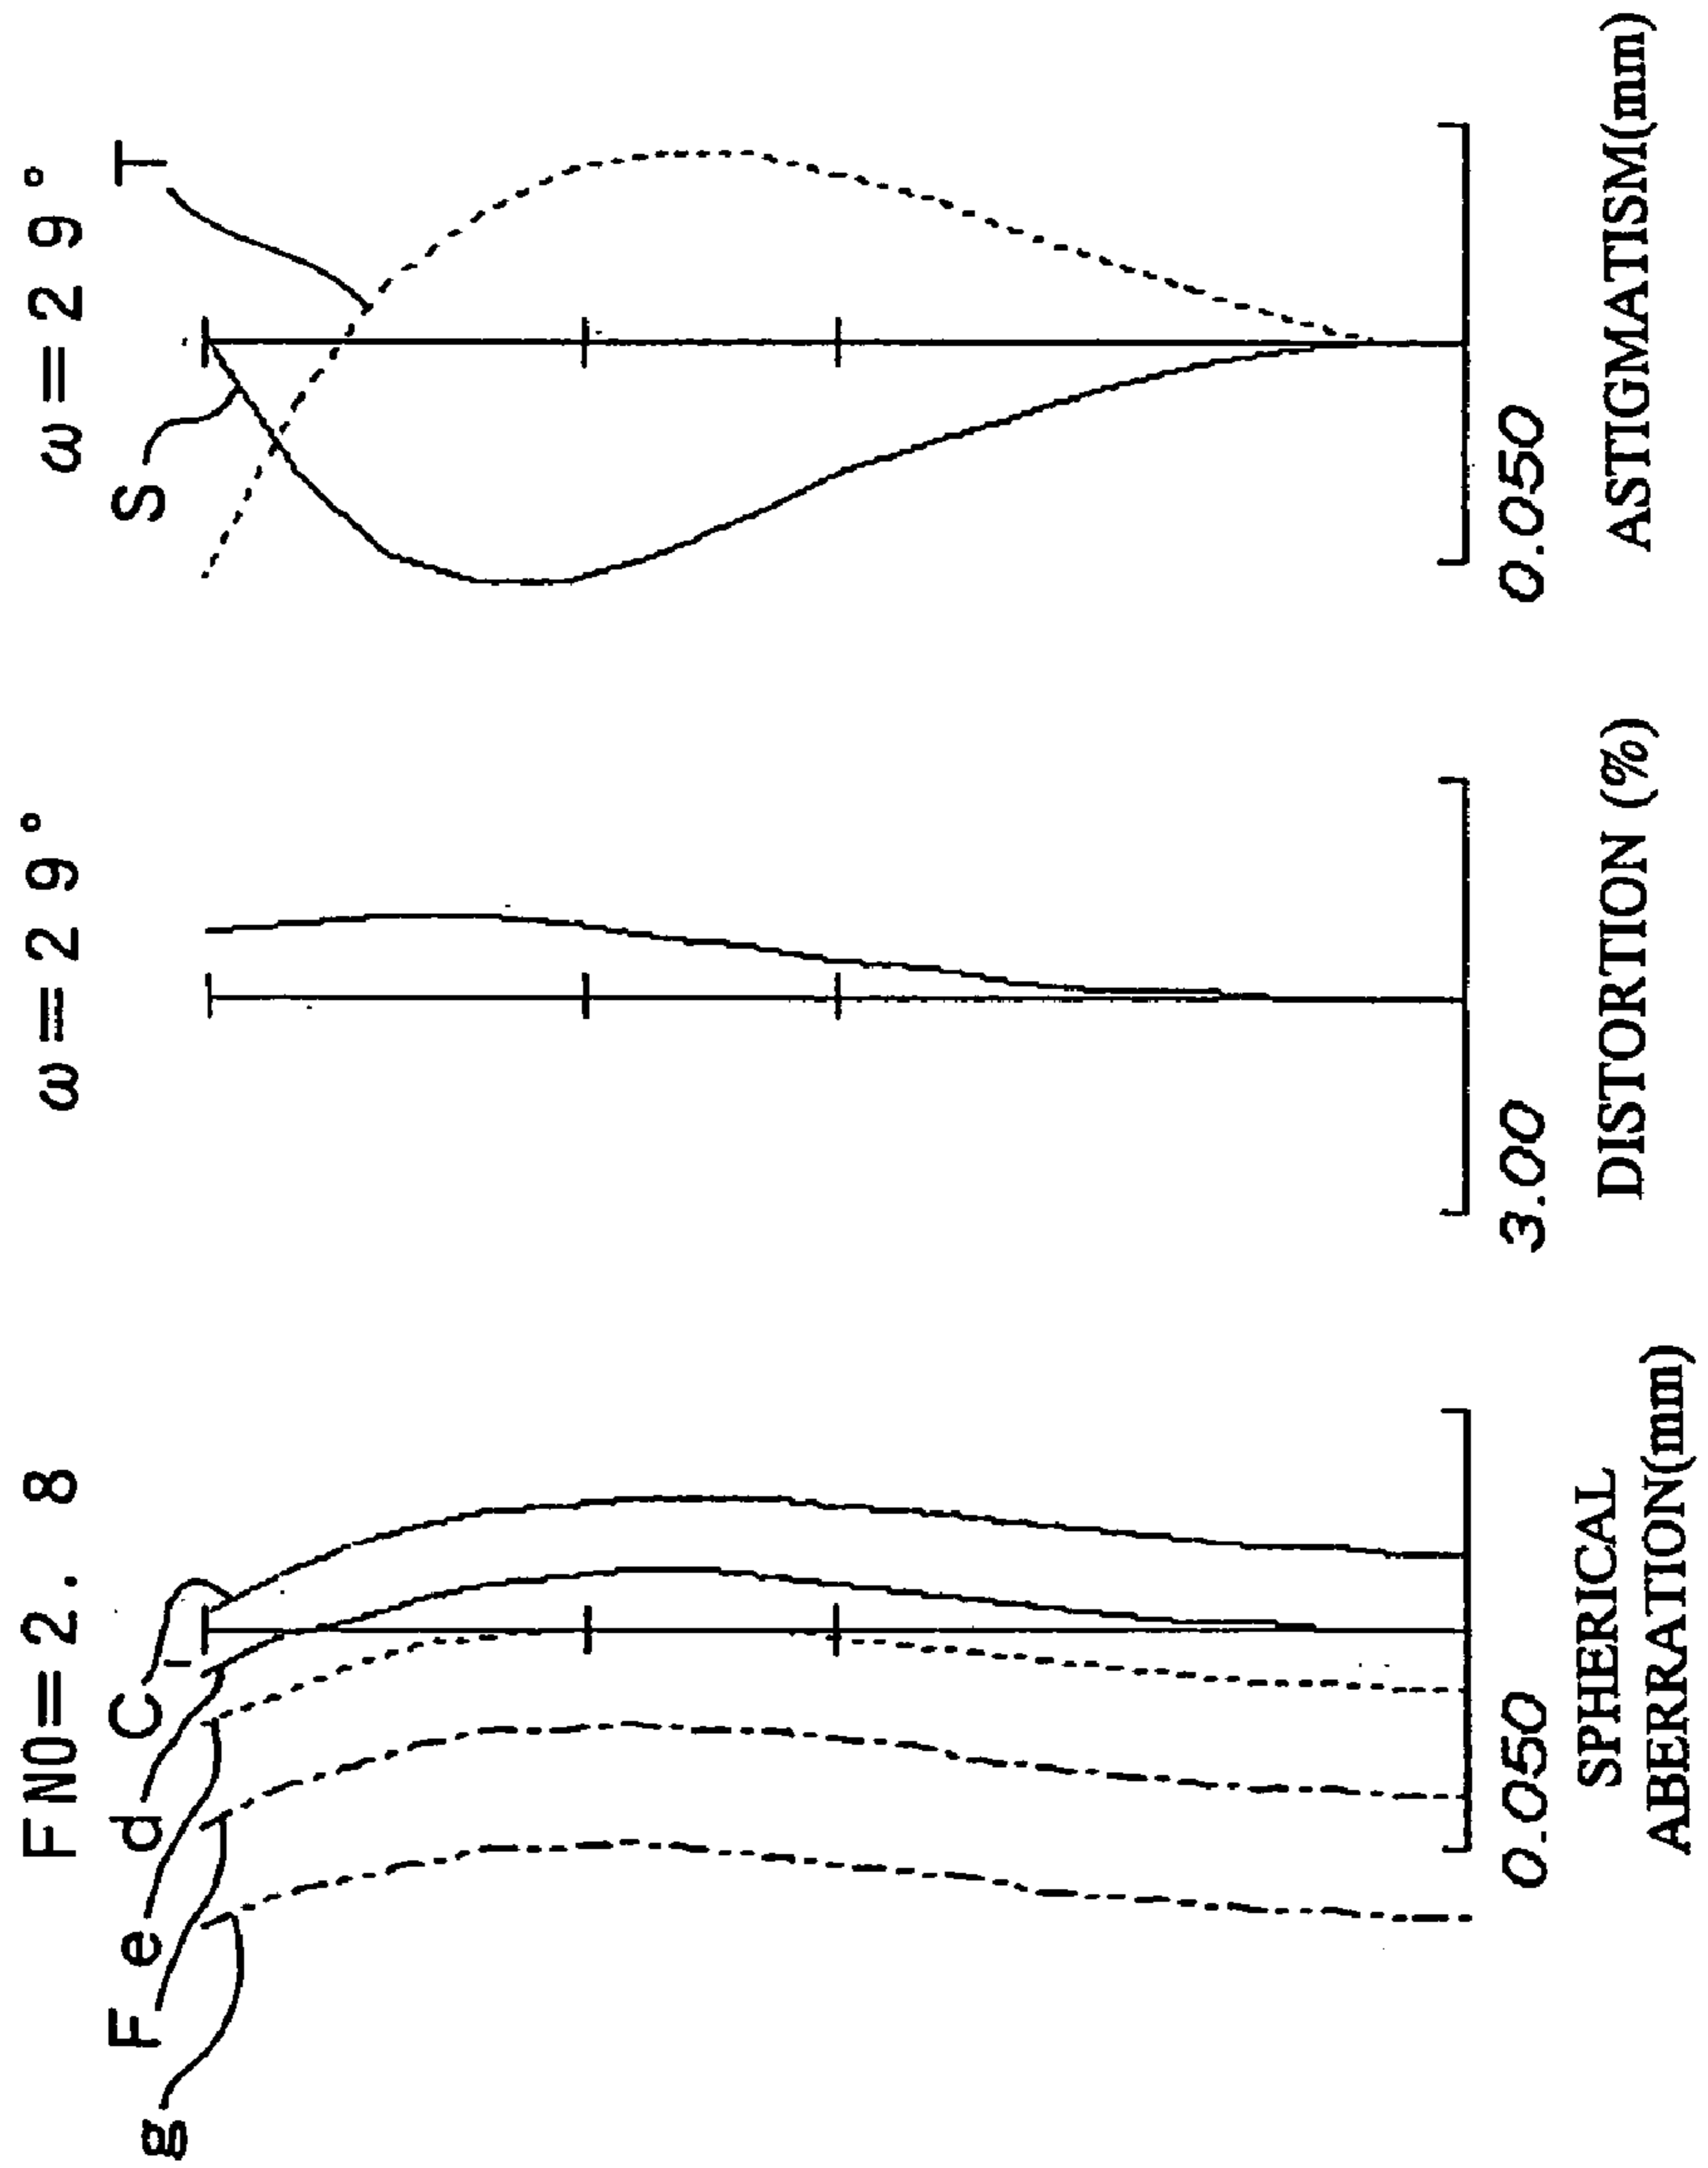 FNO=2.8
g
F
e
d
C
0.050
SPHERICAL
ABERRATION(mm)
ω=29°
3.00
DISTORTION (%)
ω=29°
S
T
0.050
ASTIGMATISM(mm)